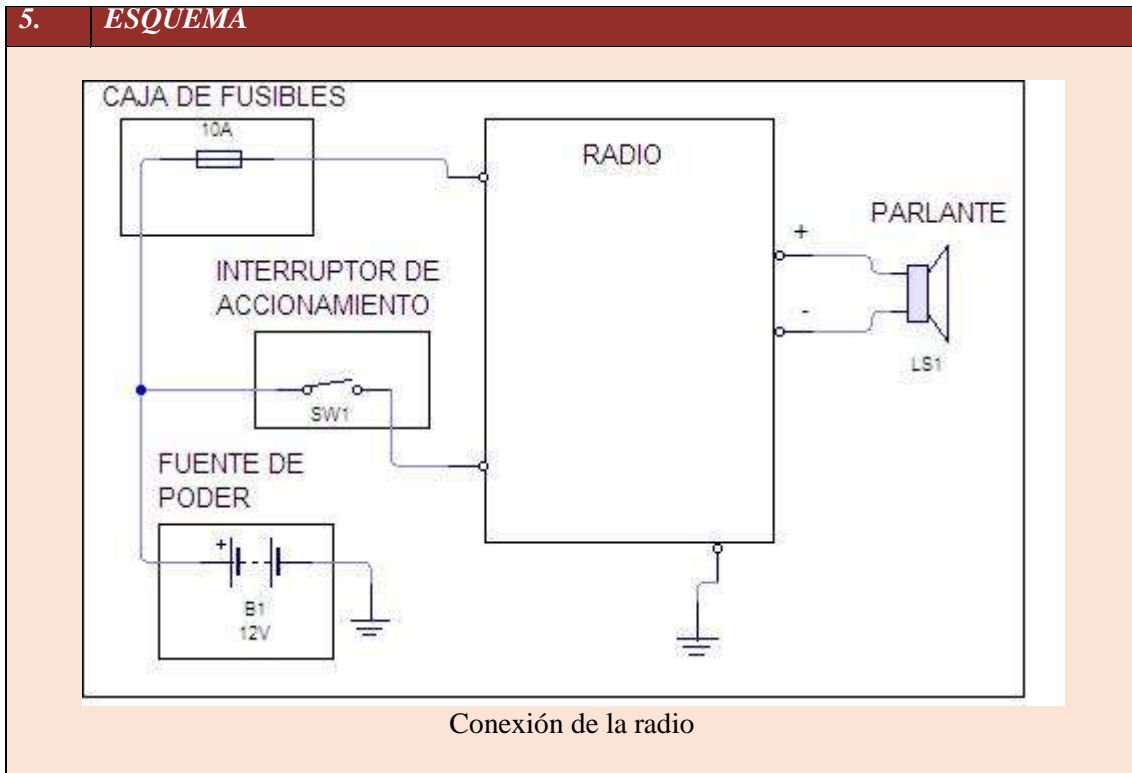 5. ESQUEMA
CAJA DE FUSIBLES
10A
RADIO
PARLANTE
+
-
LS1
INTERRUPTOR DE
ACCIONAMIENTO
SW1
FUENTE DE
PODER
+
B1
12V
Conexión de la radio